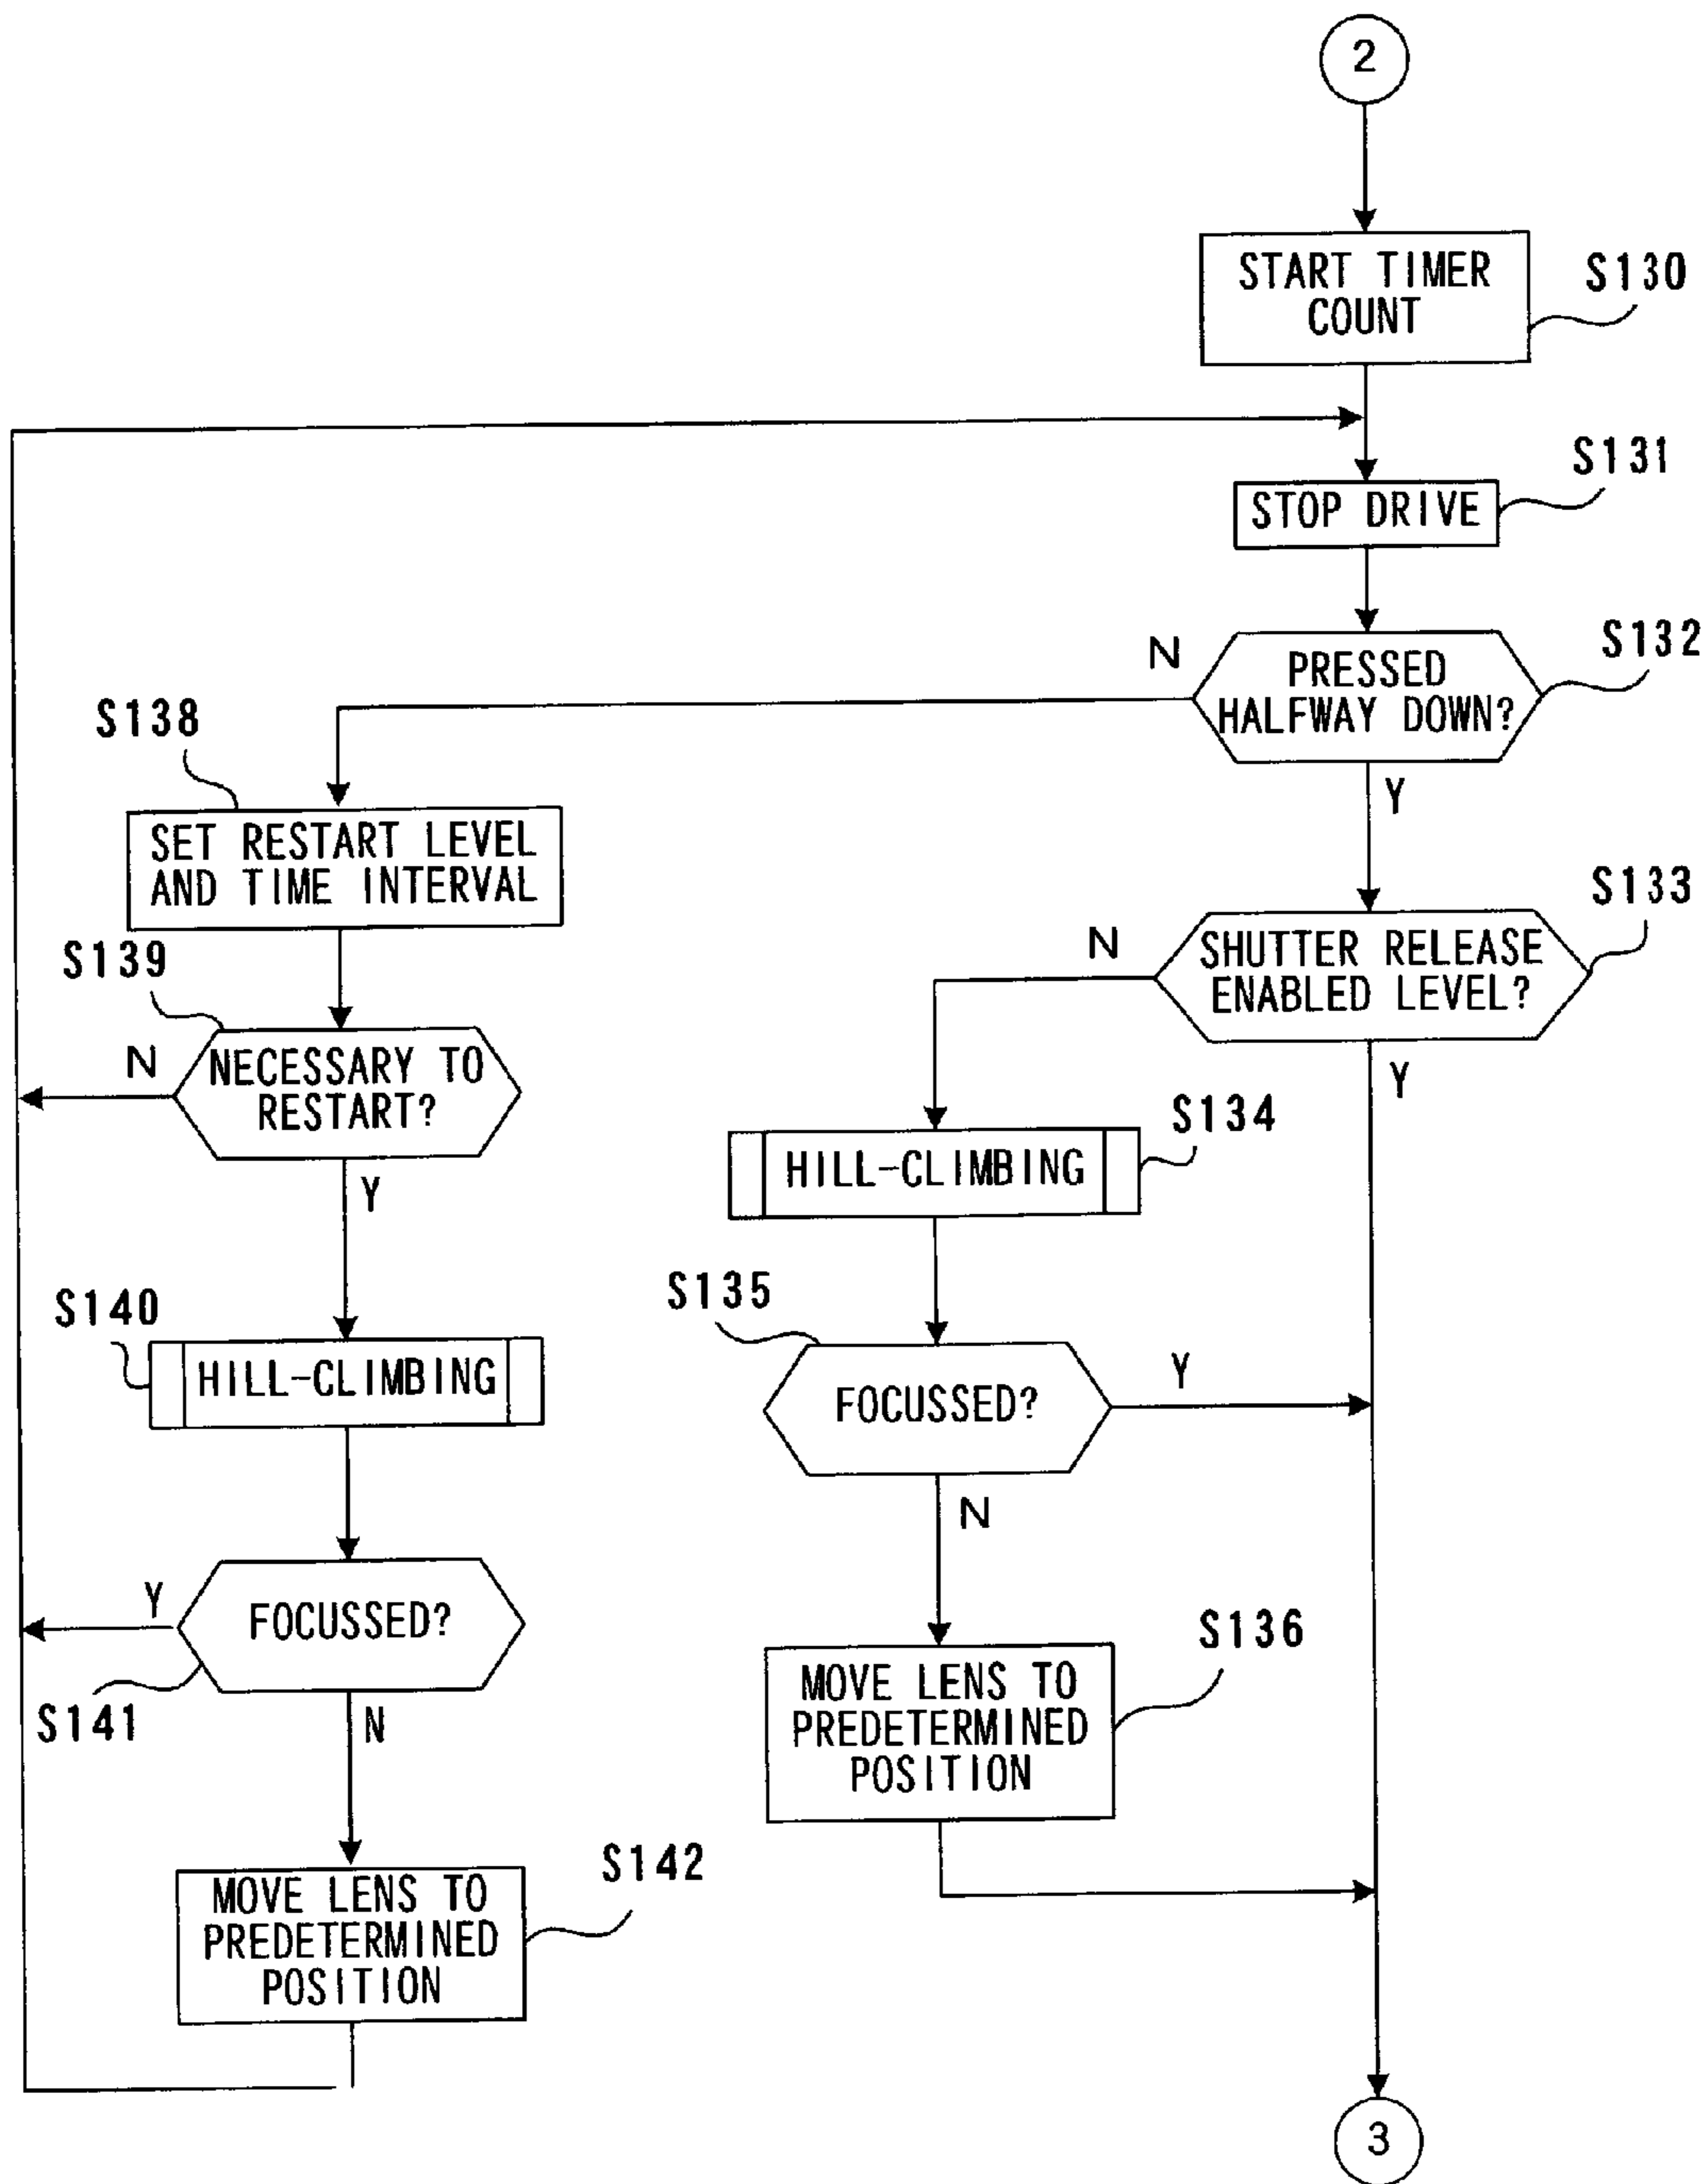 2
START TIMER
COUNT
S130
STOP DRIVE
S131
PRESSED
HALFWAY DOWN?
S132
N
Y
S138
SET RESTART LEVEL
AND TIME INTERVAL
SHUTTER RELEASE
ENABLED LEVEL?
S133
N
Y
S139
NECESSARY TO
RESTART?
N
Y
HILL-CLIMBING
S134
S135
FOCUSSED?
Y
N
S140
HILL-CLIMBING
FOCUSSED?
Y
S141
N
MOVE LENS TO
PREDETERMINED
POSITION
S136
MOVE LENS TO
PREDETERMINED
POSITION
S142
3